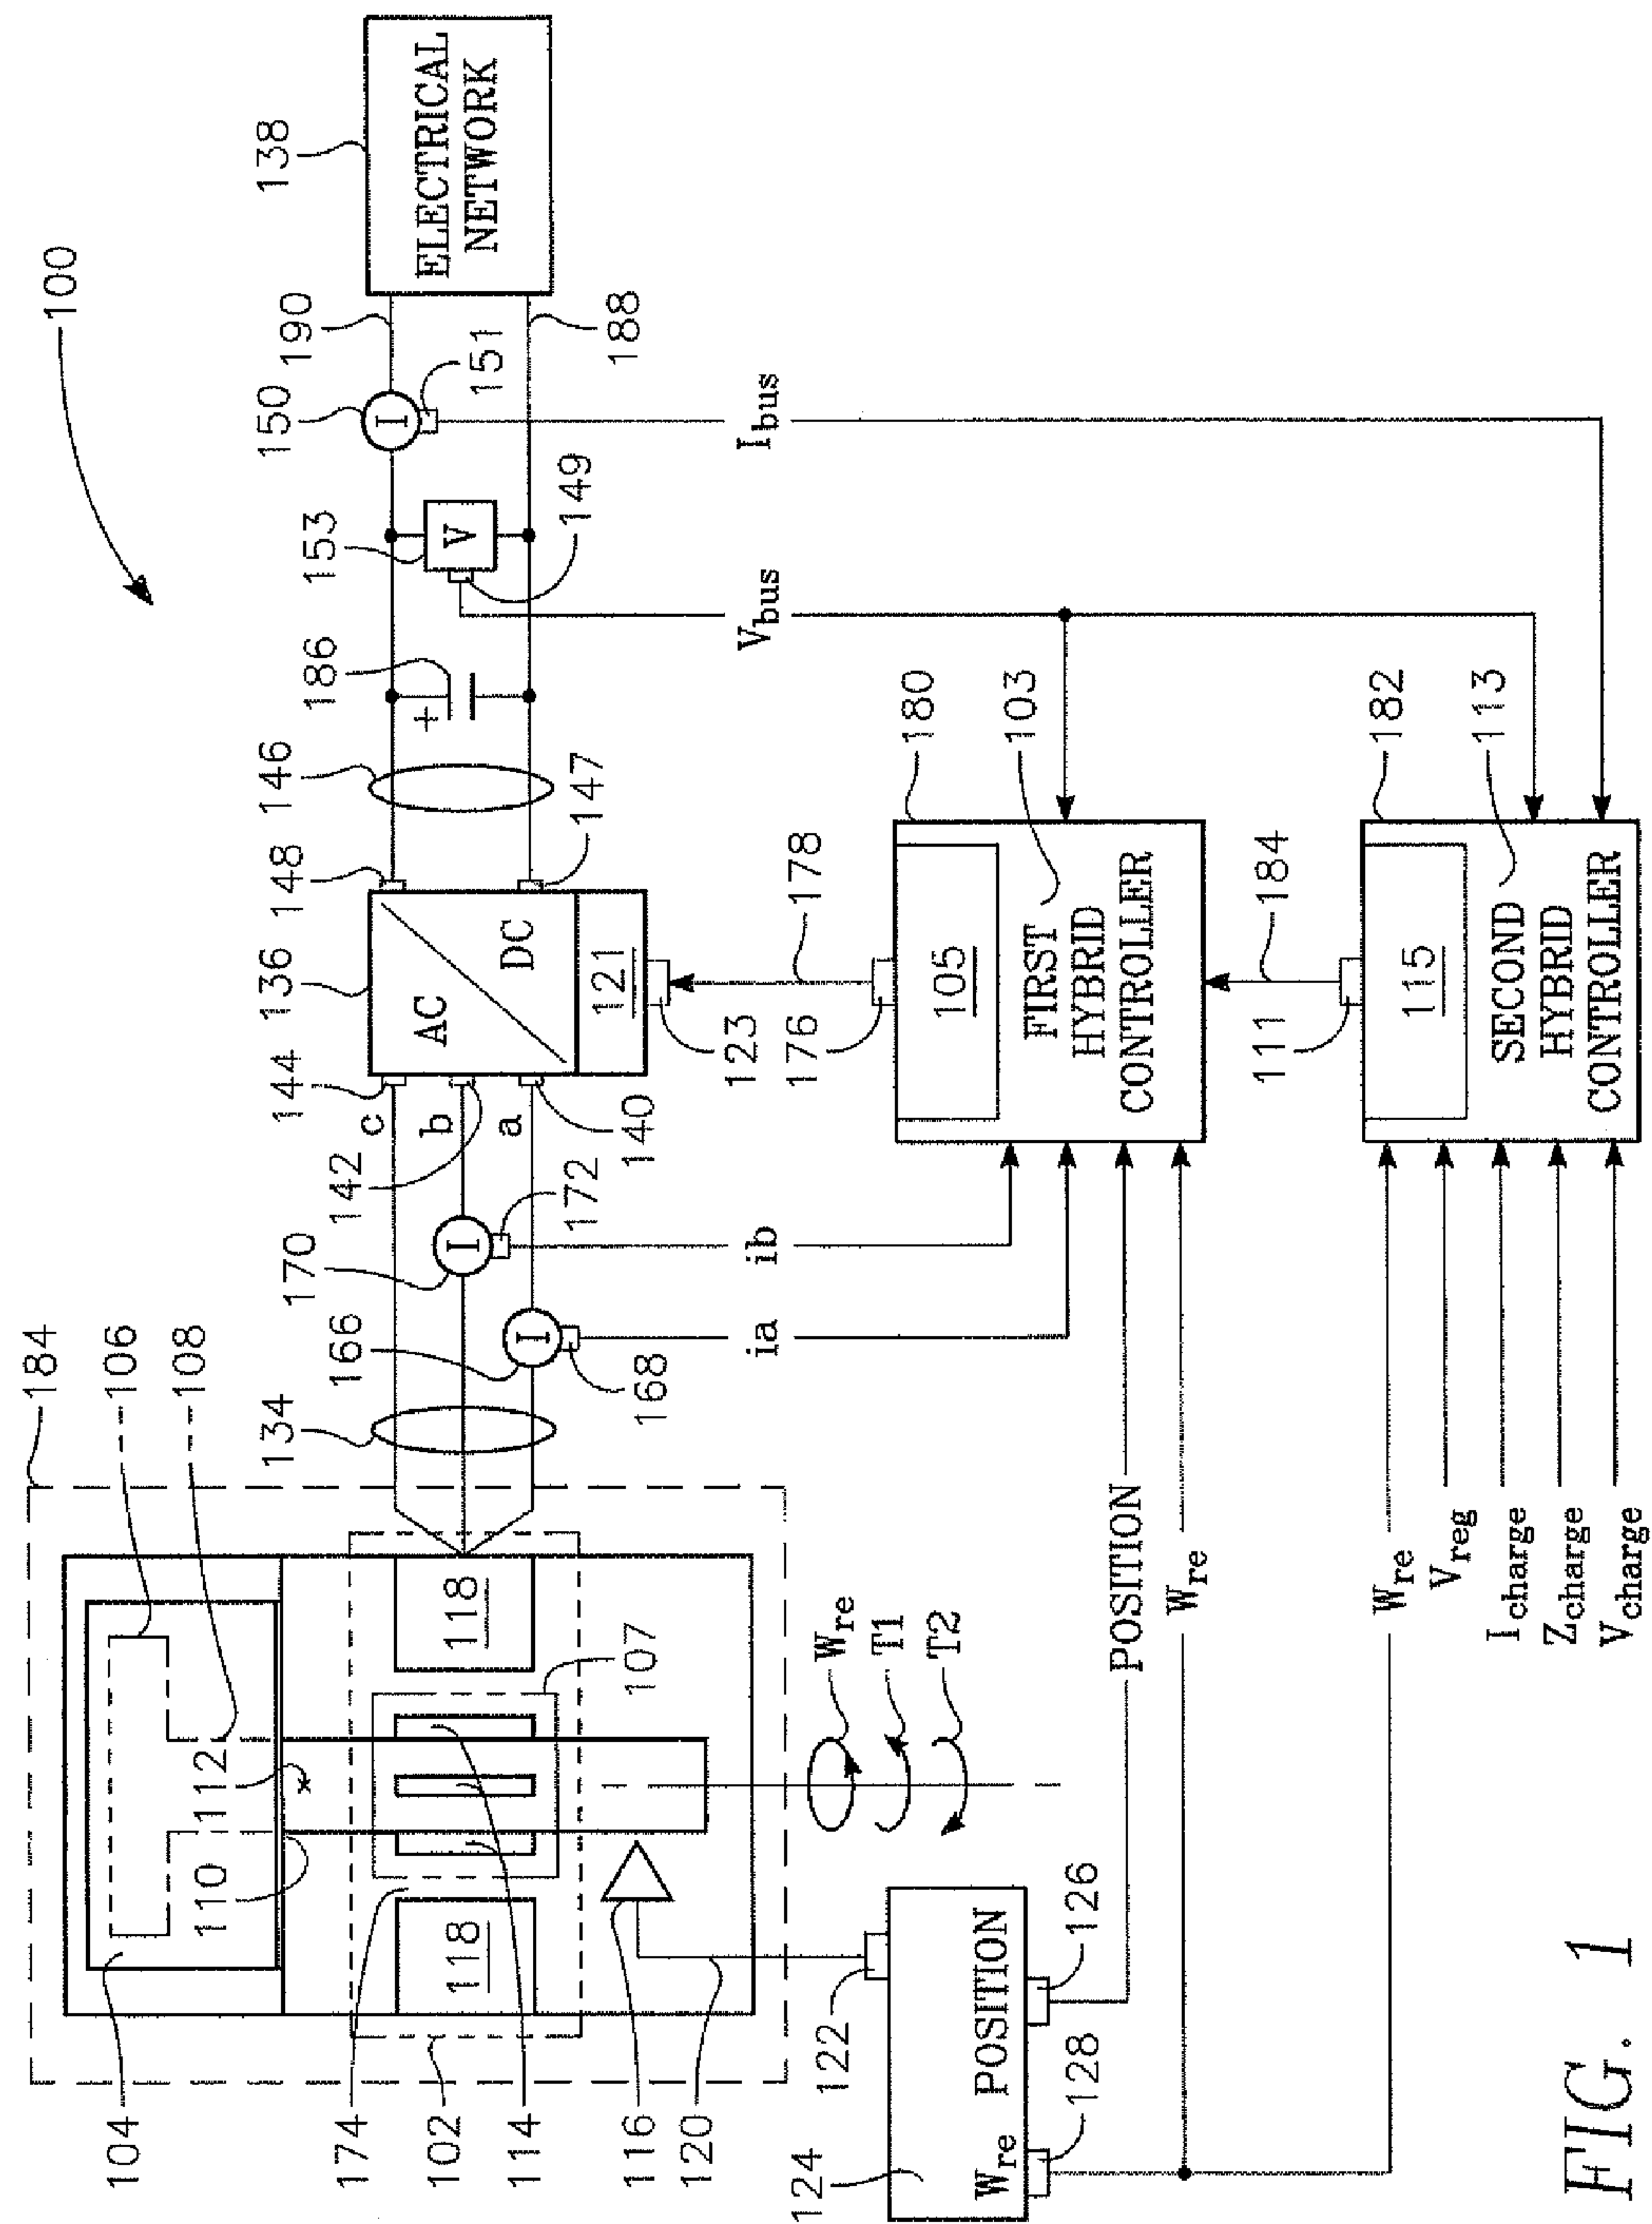 100
184
106
108
104
110
112
174
102
114
116
120
118
118
107
134
166
168
170
172
c
b
a
144
142
140
136
AC
DC
121
123
148
147
146
186
+
153
V
149
150
I
151
190
188
138
ELECTRICAL
NETWORK
I
I
ia
ib
Vbus
Ibus
Wre
T1
T2
122
124
Wre POSITION
126
128
POSITION
Wre
176
178
180
103
105
FIRST
HYBRID
CONTROLLER
111
184
182
113
115
SECOND
HYBRID
CONTROLLER
Wre
Vreg
Icharge
Zcharge
Vcharge
FIG. 1